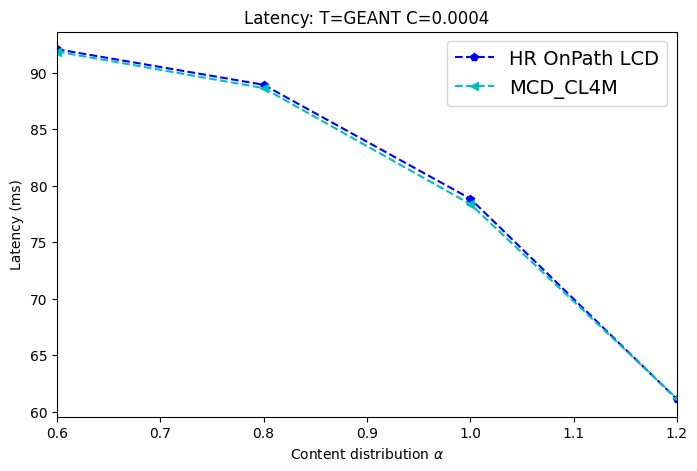 Latency: T=GEANT C=0.0004
HR OnPath LCD
MCD_CL4M
Latency (ms)
90
85
80
75
70
65
60
0.6 0.7 0.8 0.9 1.0 1.1 1.2
Content distribution α